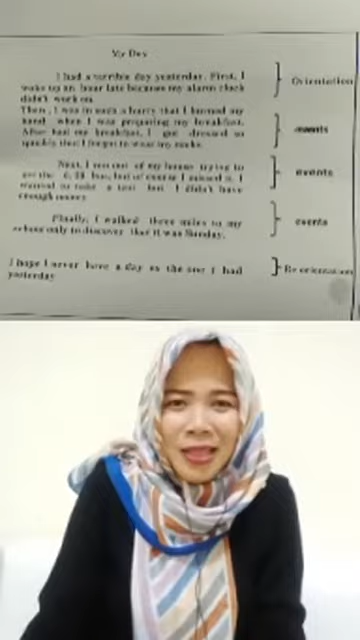 My Day
I had a terrible day yesterday. First, I
woke up an hour late because my alarm clock
didn't work on.
Then, I was in such a hurry that I burned my
hand when I was preparing my breakfast.
After had my breakfast, I got dressed so
quickly that I forgot to wear my socks.
Next, I run out of my house trying to
get the bus, but of course I missed it. I
wanted to take a taxi but I didn't have
enough money.
Finally, I walked three miles to my
school only to discover that it was Sunday.
I hope I never have a day as the one I had
yesterday
Orientation
events
events
events
Re orientation